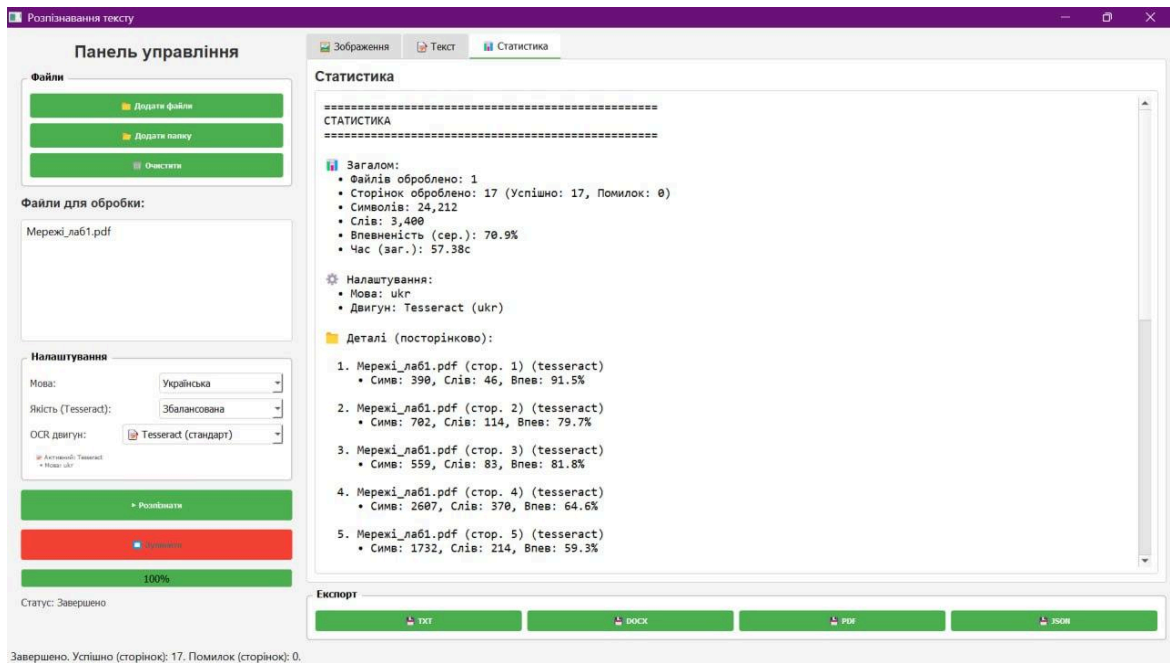 Розпізнавання тексту
Панель управління
Файли
Додати файли
Додати папку
Очистити
Файли для обробки:
Мережі_лаб1.pdf
Налаштування
Мова: Українська
Якість (Tesseract): Збалансована
OCR двигун: Tesseract (стандарт)
Активний: Tesseract
• Мова: ukr
Розпізнати
Зупинити
100%
Статус: Завершено
Зображення Текст Статистика
Статистика
==================================================
СТАТИСТИКА
==================================================
Загалом:
• Файлів оброблено: 1
• Сторінок оброблено: 17 (Успішно: 17, Помилок: 0)
• Символів: 24,212
• Слів: 3,400
• Впевненість (сер.): 70.9%
• Час (заг.): 57.38с
Налаштування:
• Мова: ukr
• Двигун: Tesseract (ukr)
Деталі (посторінково):
1. Мережі_лаб1.pdf (стор. 1) (tesseract)
• Симв: 390, Слів: 46, Впев: 91.5%
2. Мережі_лаб1.pdf (стор. 2) (tesseract)
• Симв: 702, Слів: 114, Впев: 79.7%
3. Мережі_лаб1.pdf (стор. 3) (tesseract)
• Симв: 559, Слів: 83, Впев: 81.8%
4. Мережі_лаб1.pdf (стор. 4) (tesseract)
• Симв: 2607, Слів: 370, Впев: 64.6%
5. Мережі_лаб1.pdf (стор. 5) (tesseract)
• Симв: 1732, Слів: 214, Впев: 59.3%
Експорт
TXT DOCX PDF JSON
Завершено. Успішно (сторінок): 17. Помилок (сторінок): 0.